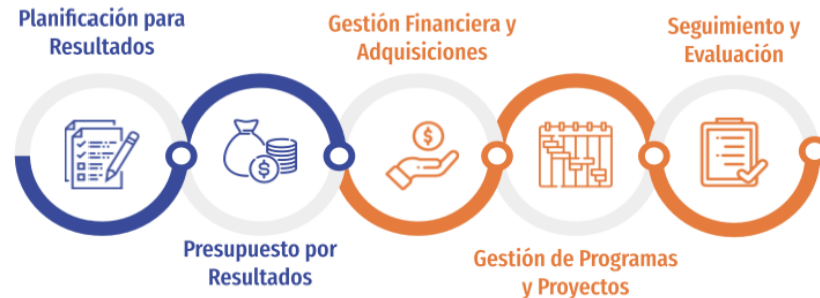 Planificación para
Resultados
Presupuesto por
Resultados
Gestión Financiera y
Adquisiciones
Gestión de Programas
y Proyectos
Seguimiento y
Evaluación
$
$